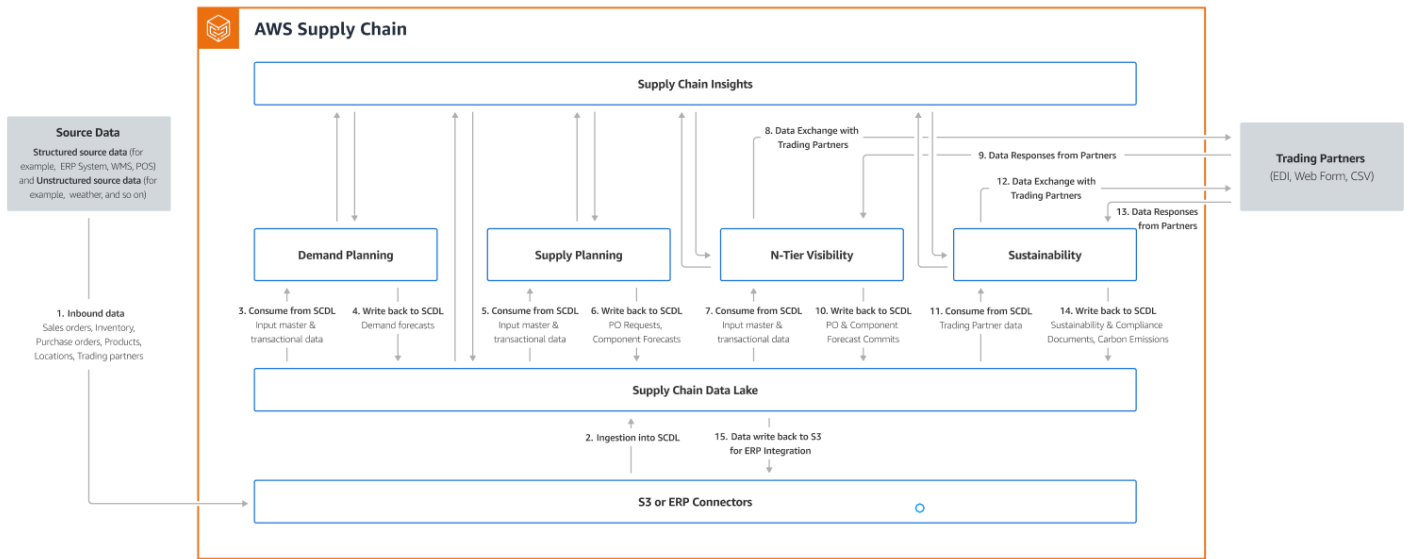 AWS Supply Chain
Supply Chain Insights
Source Data
Structured source data (for
example, ERP System, WMS, POS)
and Unstructured source data (for
example, weather, and so on)
8. Data Exchange with
Trading Partners
9. Data Responses from Partners
12. Data Exchange with
Trading Partners
13. Data Responses
from Partners
Trading Partners
(EDI, Web Form, CSV)
Demand Planning
Supply Planning
N-Tier Visibility
Sustainability
1. Inbound data
Sales orders, Inventory,
Purchase orders, Products,
Locations, Trading partners
3. Consume from SCDL
Input master &
transactional data
4. Write back to SCDL
Demand forecasts
5. Consume from SCDL
Input master &
transactional data
6. Write back to SCDL
PO Requests,
Component Forecasts
7. Consume from SCDL
Input master &
transactional data
10. Write back to SCDL
PO & Component
Forecast Commits
11. Consume from SCDL
Trading Partner data
14. Write back to SCDL
Sustainability & Compliance
Documents, Carbon Emissions
Supply Chain Data Lake
2. Ingestion into SCDL
15. Data write back to S3
for ERP Integration
S3 or ERP Connectors